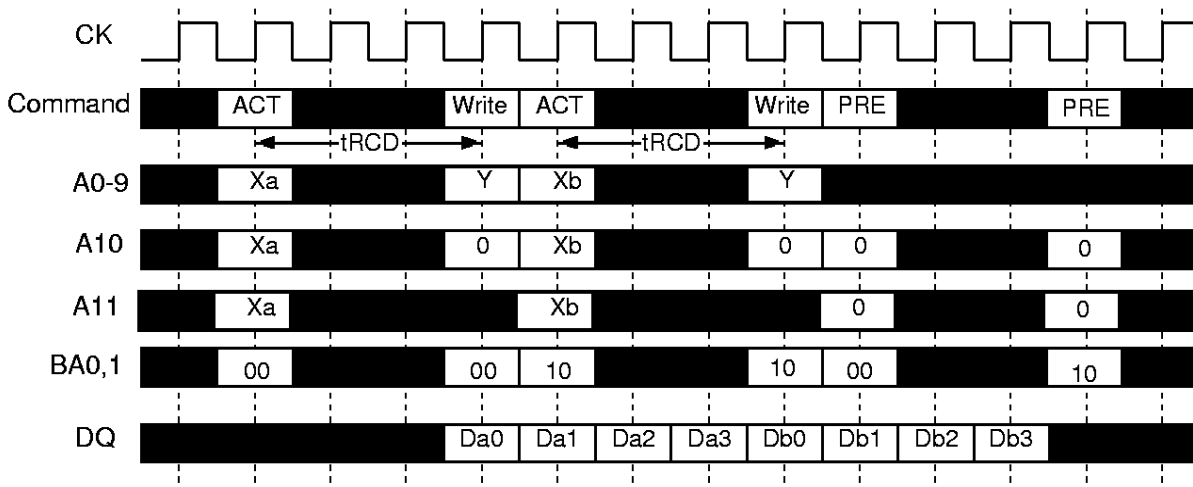 CK
Command ACT Write ACT Write PRE PRE
tRCD tRCD
A0-9 Xa Y Xb Y
A10 Xa 0 Xb 0 0 0
A11 Xa Xb 0 0
BA0,1 00 00 10 10 00 10
DQ Da0 Da1 Da2 Da3 Db0 Db1 Db2 Db3